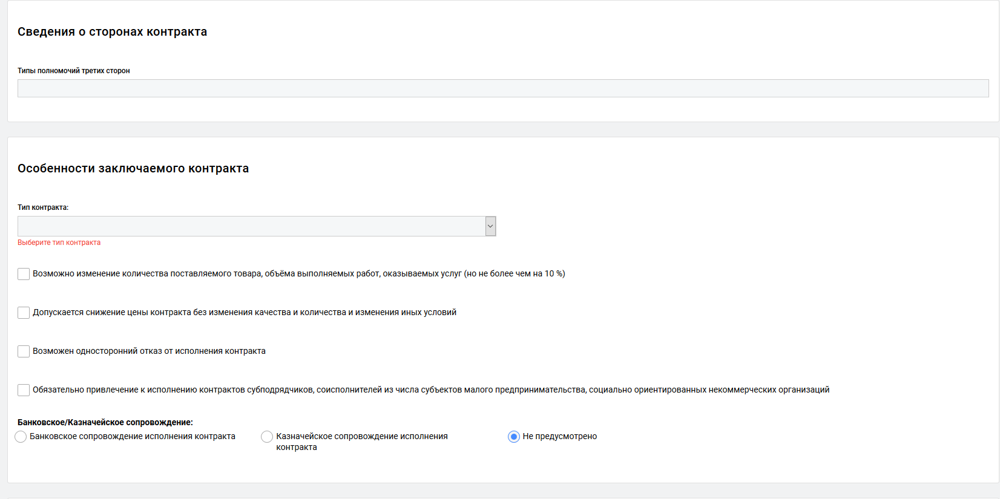 Сведения о сторонах контракта
Типы полномочий третих сторон
Особенности заключаемого контракта
Тип контракта:
Выберите тип контракта
Возможно изменение количества поставляемого товара, объёма выполняемых работ, оказываемых услуг (но не более чем на 10 %)
Допускается снижение цены контракта без изменения качества и количества и изменения иных условий
Возможен односторонний отказ от исполнения контракта
Обязательно привлечение к исполнению контрактов субподрядчиков, соисполнителей из числа субъектов малого предпринимательства, социально ориентированных некоммерческих организаций
Банковское/Казначейское сопровождение:
Банковское сопровождение исполнения контракта
Казначейское сопровождение исполнения
контракта
Не предусмотрено